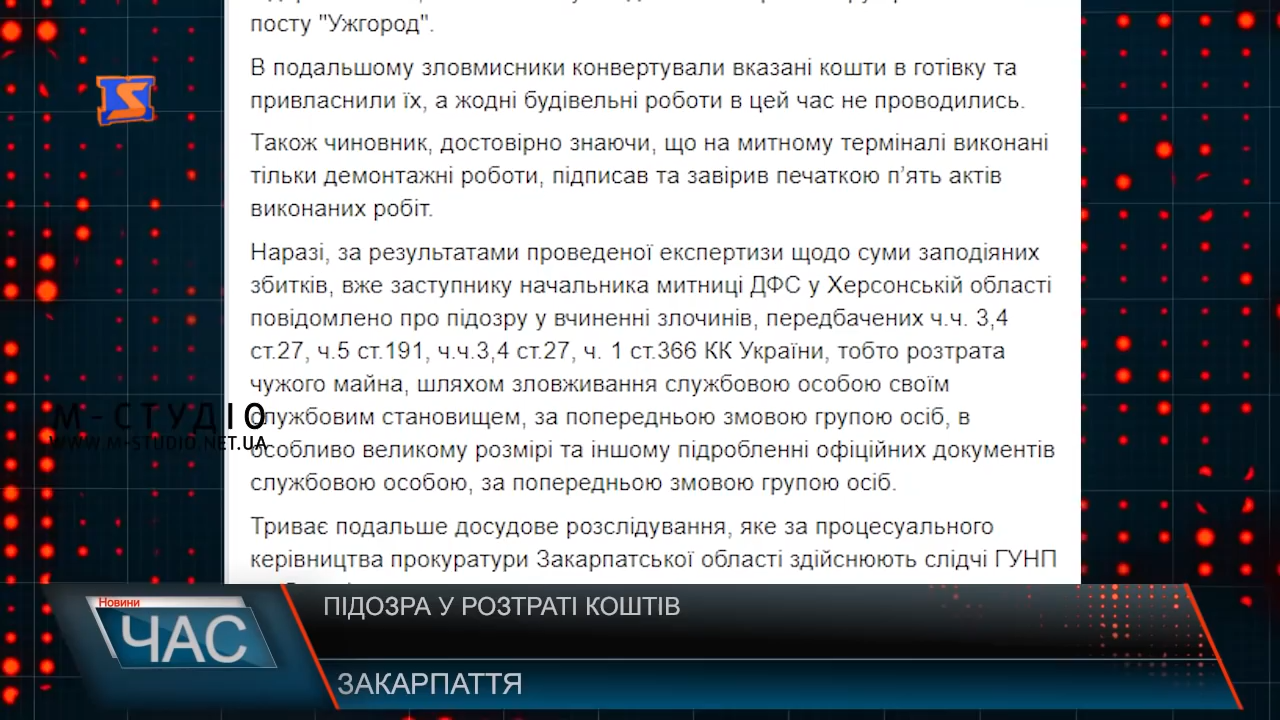 посту "Ужгород".
В подальшому зловмисники конвертували вказані кошти в готівку та
привласнили їх, а жодні будівельні роботи в цей час не проводились.
Також чиновник, достовірно знаючи, що на митному терміналі виконані
тільки демонтажні роботи, підписав та завірив печаткою п’ять актів
виконаних робіт.
Наразі, за результатами проведеної експертизи щодо суми заподіяних
збитків, вже заступнику начальника митниці ДФС у Херсонській області
повідомлено про підозру у вчиненні злочинів, передбачених ч.ч. 3,4
ст.27, ч.5 ст.191, ч.ч.3,4 ст.27, ч. 1 ст.366 КК України, тобто розтрата
чужого майна, шляхом зловживання службовою особою своїм
службовим становищем, за попередньою змовою групою осіб, в
особливо великому розмірі та іншому підробленні офіційних документів
службовою особою, за попередньою змовою групою осіб.
Триває подальше досудове розслідування, яке за процесуального
керівництва прокуратури Закарпатської області здійснюють слідчі ГУНП
М-СТУДІО
WWW.M-STUDIO.NET.UA
Новини
ЧАС
ПІДОЗРА У РОЗТРАТІ КОШТІВ
ЗАКАРПАТТЯ